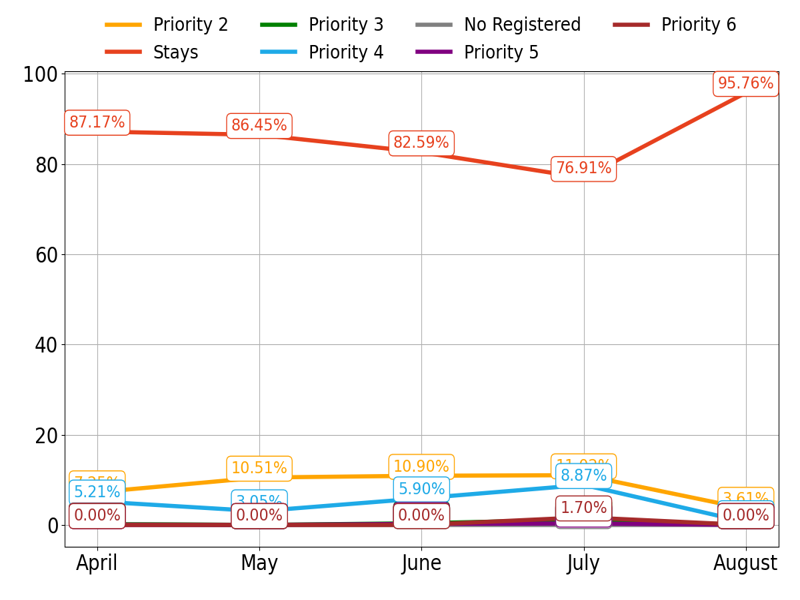 Priority 2 Priority 3 No Registered Priority 6
Stays Priority 4 Priority 5
100
80
60
40
20
0
87.17% 86.45% 82.59% 76.91% 95.76%
10.51% 10.90% 3.61%
5.21% 3.05% 5.90% 8.87%
0.00% 0.00% 0.00% 1.70% 0.00%
April May June July August